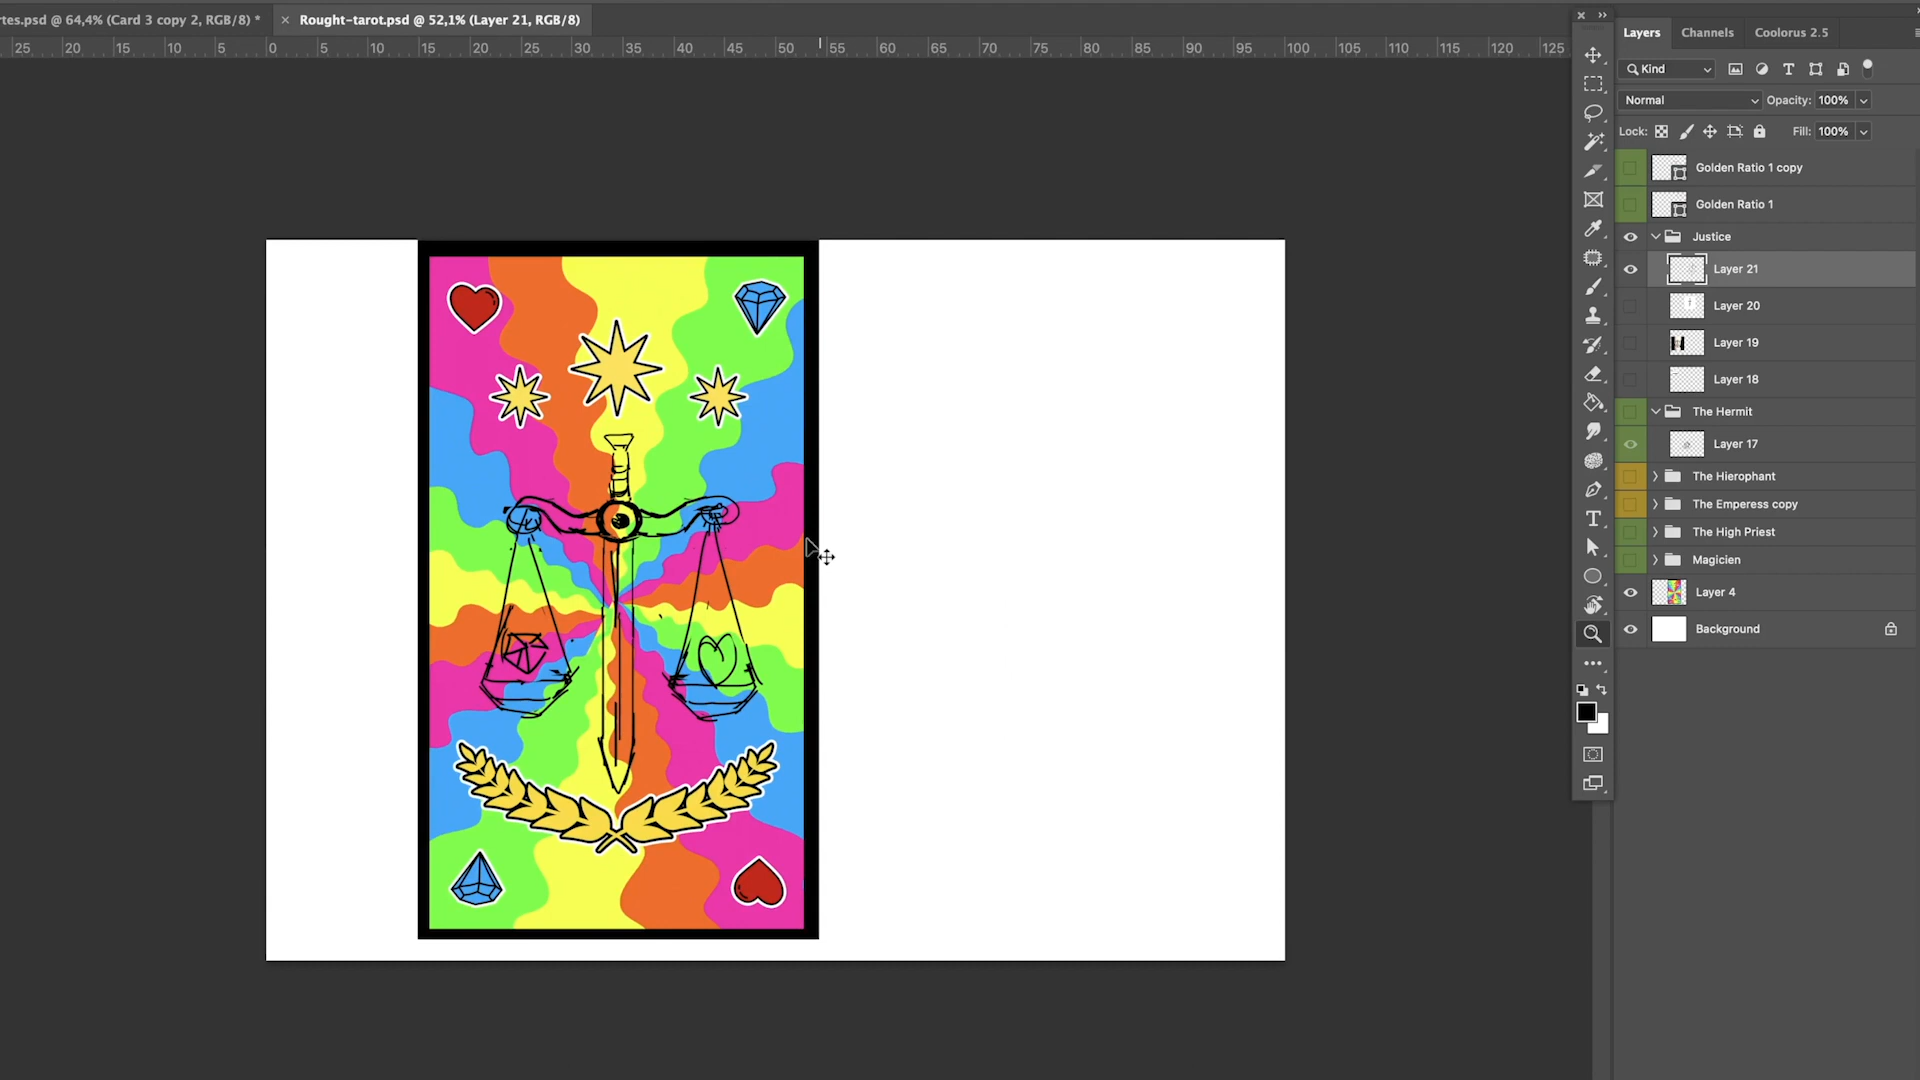 rtes.psd @ 64,4% (Card 3 copy 2, RGB/8) *
× Rought-tarot.psd @ 52,1% (Layer 21, RGB/8)
25 20 15 10 5 0 5 10 15 20 25 30 35 40 45 50 55 60 65 70 75 80 85 90 95 100 105 110 115 120 125
Layers Channels Coolorus 2.5
Kind
Normal Opacity: 100%
Lock: Fill: 100%
Golden Ratio 1 copy
Golden Ratio 1
Justice
Layer 21
Layer 20
Layer 19
Layer 18
The Hermit
Layer 17
The Hierophant
The Emperess copy
The High Priest
Magicien
Layer 4
Background